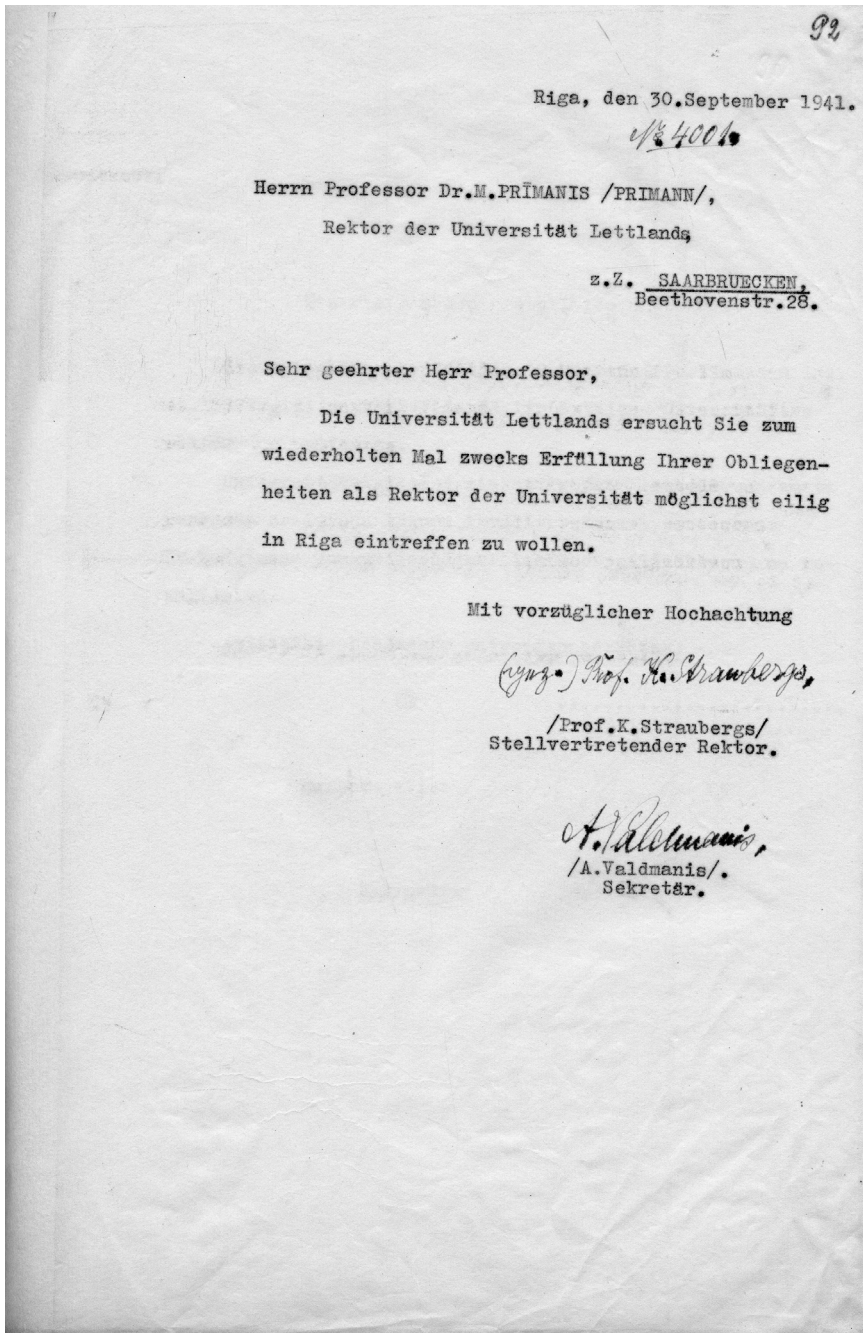 92
Riga, den 30.September 1941.
№ 4001.
Herrn Professor Dr.M.PRĪMANIS /PRIMANN/,
Rektor der Universität Lettlands,
z.Z. SAARBRUECKEN,
Beethovenstr.28.
Sehr geehrter Herr Professor,
Die Universität Lettlands ersucht Sie zum
wiederholten Mal zwecks Erfüllung Ihrer Obliegen-
heiten als Rektor der Universität möglichst eilig
in Riga eintreffen zu wollen.
Mit vorzüglicher Hochachtung
(gez.) Prof. K. Straubergs,
/Prof.K.Straubergs/
Stellvertretender Rektor.
A. Valdmanis,
/A.Valdmanis/.
Sekretär.